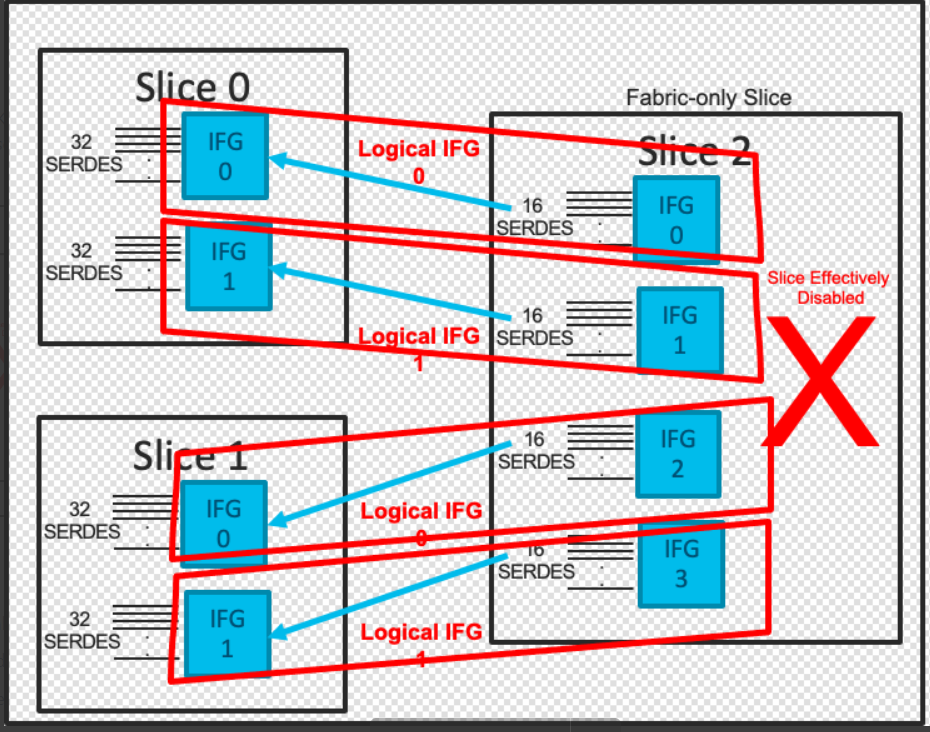 Slice 0
32
SERDES
IFG
0
32
SERDES
IFG
1
Logical IFG
0
Logical IFG
1
Fabric-only Slice
Slice 2
16
SERDES
IFG
0
16
SERDES
IFG
1
16
SERDES
IFG
2
16
SERDES
IFG
3
Slice Effectively
Disabled
X
Slice 1
32
SERDES
IFG
0
32
SERDES
IFG
1
Logical IFG
0
Logical IFG
1